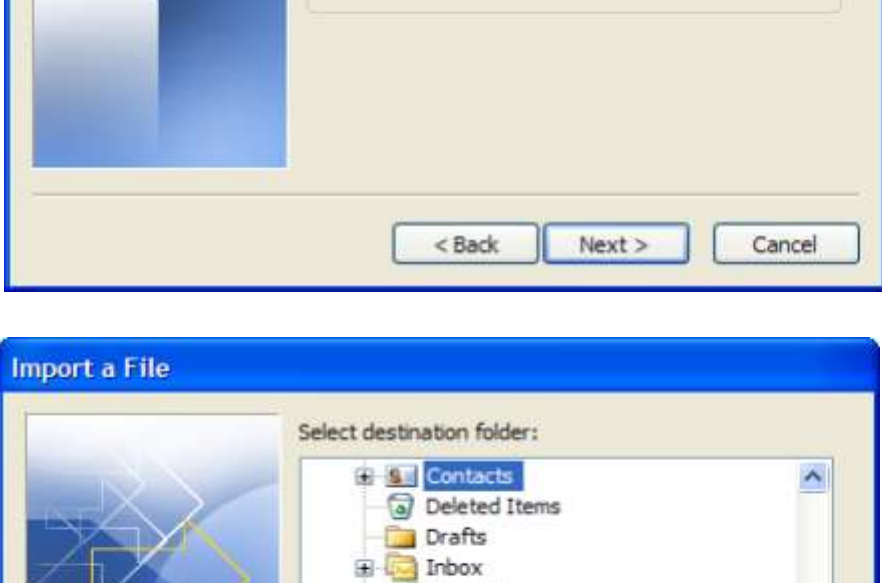 < Back Next > Cancel
Import a File
Select destination folder:
Contacts
Deleted Items
Drafts
Inbox